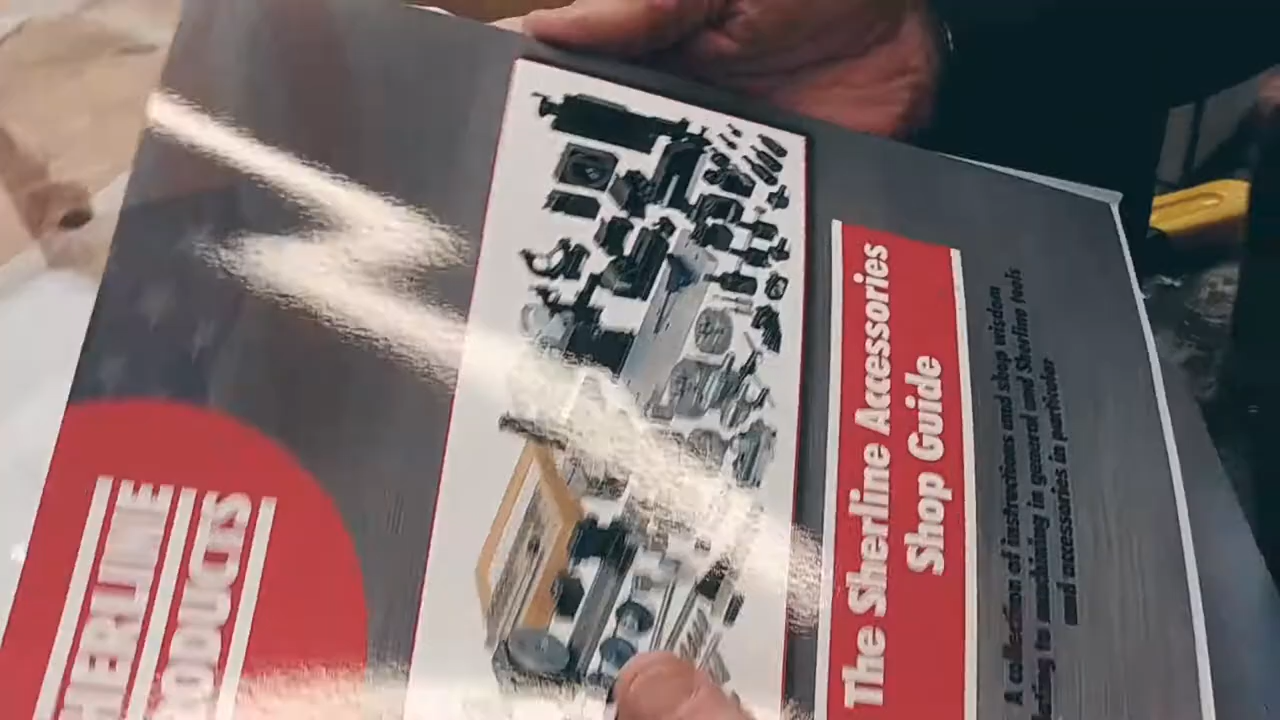 SHERLINE
PRODUCTS
The Sherline Accessories
Shop Guide
A collection of instructions and shop wisdom
relating to machining in general and Sherline tools
and accessories in particular